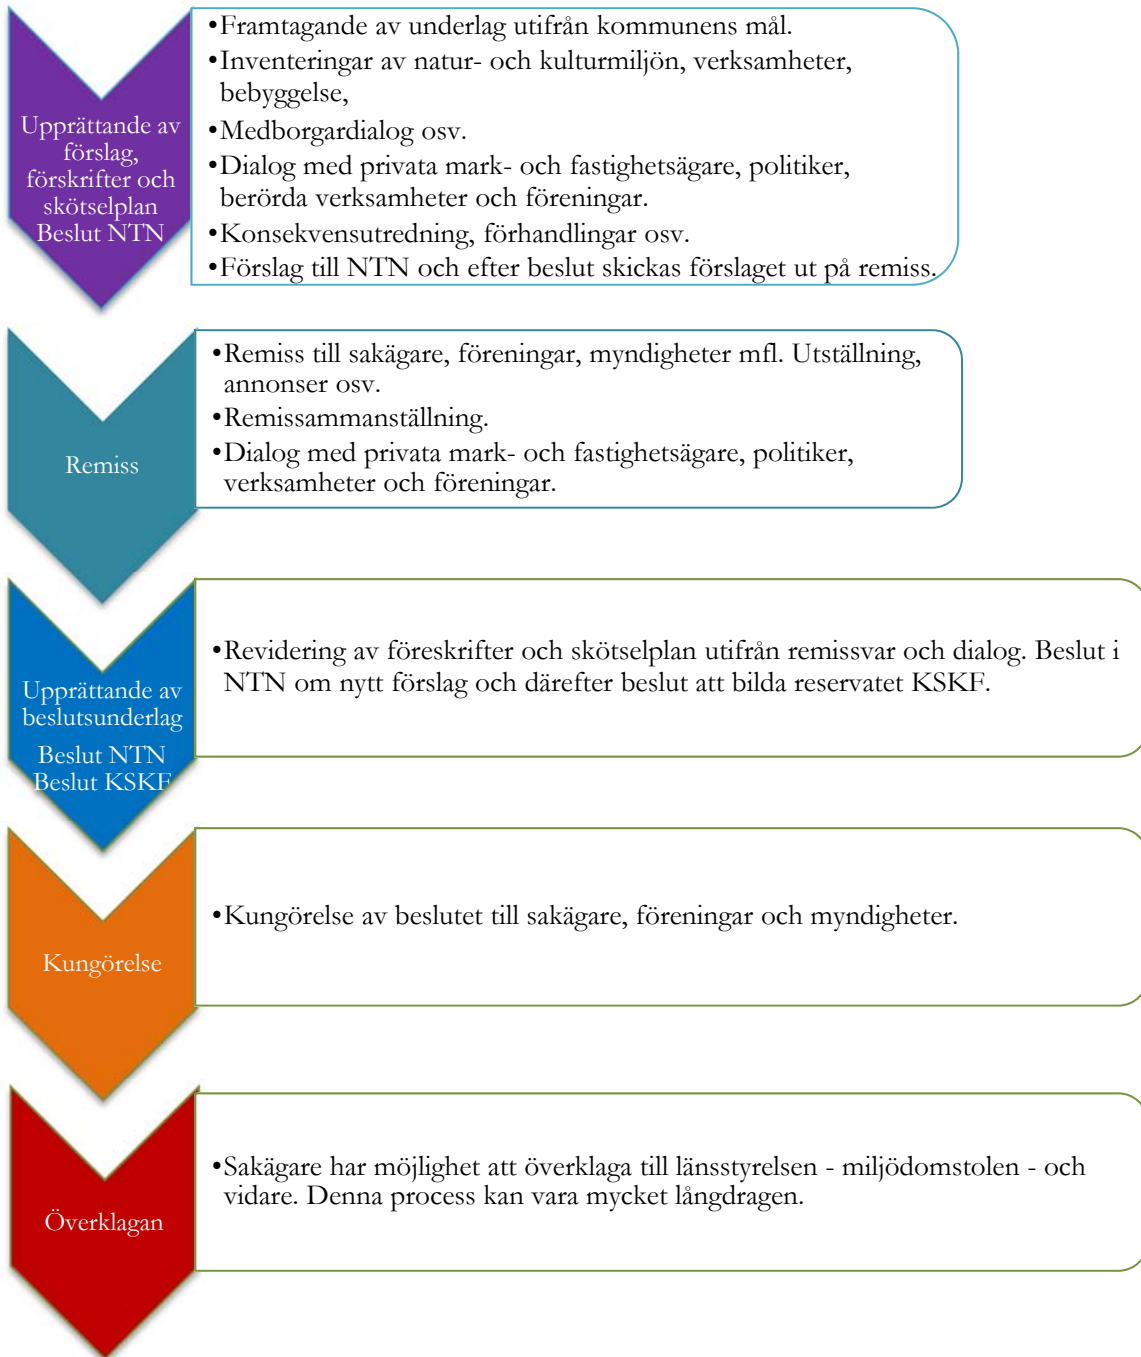 Upprättande av
förslag,
förskrifter och
skötselplan
Beslut NTN
•Framtagande av underlag utifrån kommunens mål.
•Inventeringar av natur- och kulturmiljön, verksamheter,
bebyggelse,
•Medborgardialog osv.
•Dialog med privata mark- och fastighetsägare, politiker,
berörda verksamheter och föreningar.
•Konsekvensutredning, förhandlingar osv.
•Förslag till NTN och efter beslut skickas förslaget ut på remiss.
Remiss
•Remiss till sakägare, föreningar, myndigheter mfl. Utställning,
annonser osv.
•Remissammanställning.
•Dialog med privata mark- och fastighetsägare, politiker,
verksamheter och föreningar.
Upprättande av
beslutsunderlag
Beslut NTN
Beslut KSKF
•Revidering av föreskrifter och skötselplan utifrån remissvar och dialog. Beslut i
NTN om nytt förslag och därefter beslut att bilda reservatet KSKF.
Kungörelse
•Kungörelse av beslutet till sakägare, föreningar och myndigheter.
Överklagan
•Sakägare har möjlighet att överklaga till länsstyrelsen - miljödomstolen - och
vidare. Denna process kan vara mycket långdragen.